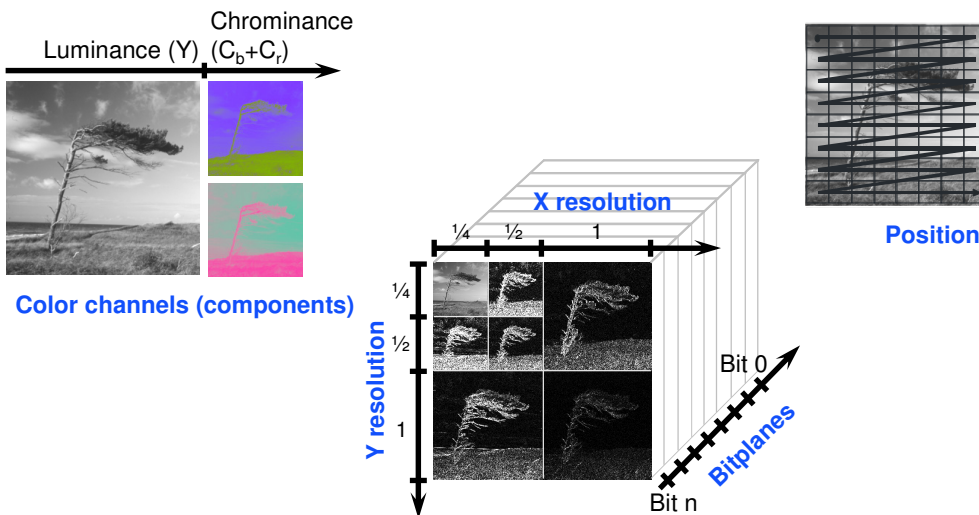 Chrominance
Luminance (Y) (Cb+Cr)
Color channels (components)
Position
X resolution
¼ ½ 1
Y resolution
¼
½
1
Bit 0
Bitplanes
Bit n